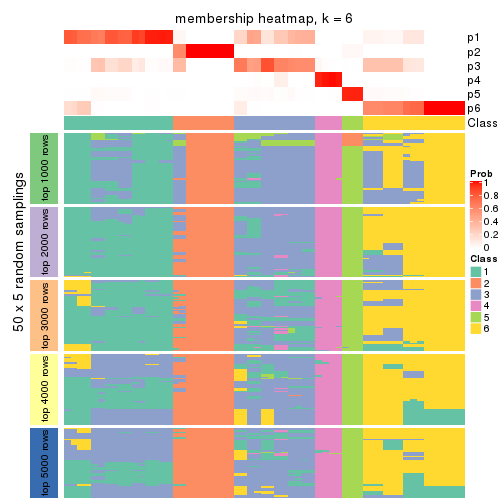 membership heatmap, k = 6
p1
p2
p3
p4
p5
p6
Class
50 x 5 random samplings
top 1000 rows
top 2000 rows
top 3000 rows
top 4000 rows
top 5000 rows
Prob
1
0.8
0.6
0.4
0.2
0
Class
1
2
3
4
5
6